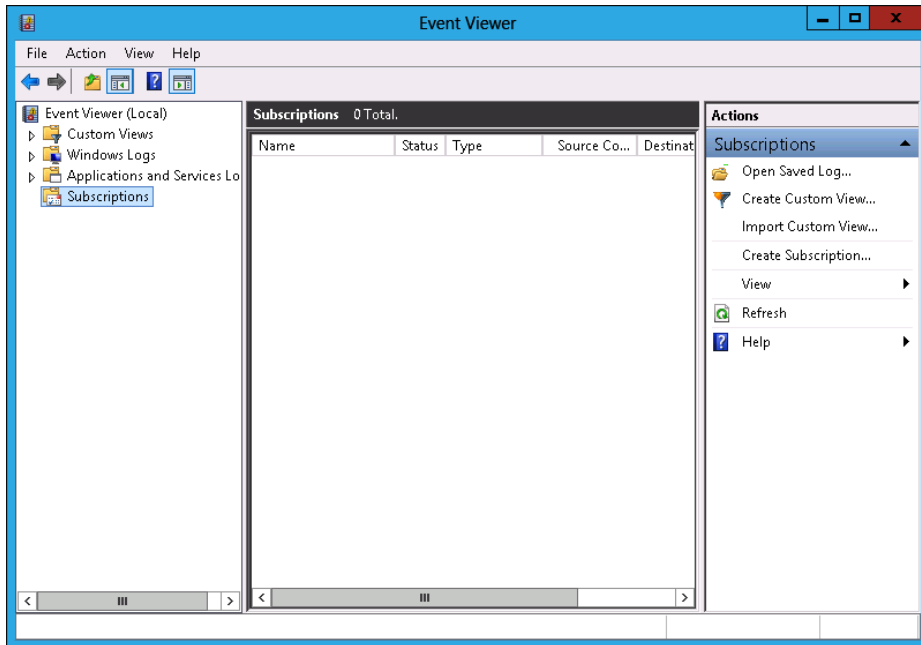 Event Viewer
File Action View Help
Event Viewer (Local)
Custom Views
Windows Logs
Applications and Services Lo
Subscriptions
Subscriptions 0 Total.
Name Status Type Source Co... Destinat
Actions
Subscriptions
Open Saved Log...
Create Custom View...
Import Custom View...
Create Subscription...
View
Refresh
Help